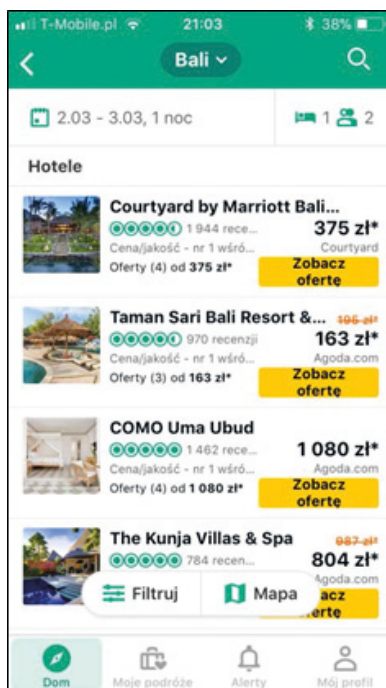 T-Mobile.pl 21:03 38%
Bali
2.03 - 3.03, 1 noc 1 2
Hotele
Courtyard by Marriott Bali...
1 944 rece... 375 zł*
Cena/jakość - nr 1 wśró... Courtyard
Oferty (4) od 375 zł* Zobacz
ofertę
Taman Sari Bali Resort &... 195 zł*
970 recenzji 163 zł*
Cena/jakość - nr 1 wśró... Agoda.com
Oferty (3) od 163 zł* Zobacz
ofertę
COMO Uma Ubud
1 462 rece... 1 080 zł*
Cena/jakość - nr 1 wśró... Agoda.com
Oferty (4) od 1 080 zł* Zobacz
ofertę
The Kunja Villas & Spa 987 zł*
784 recen... 804 zł*
Agoda.com
Filtruj Mapa
Dom Moje podróże Alerty Mój profil